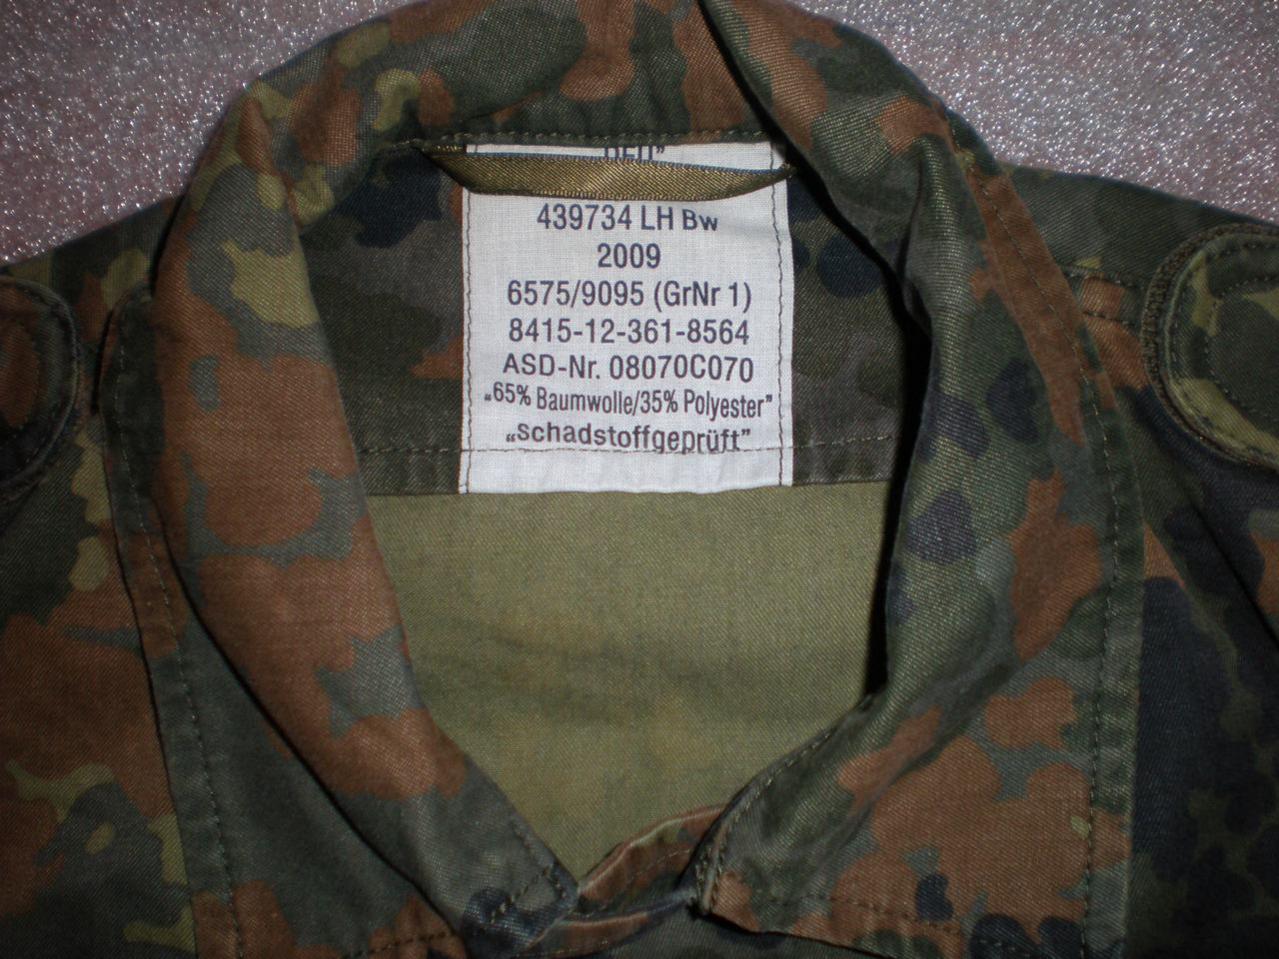 439734 LH Bw
2009
6575/9095 (GrNr 1)
8415-12-361-8564
ASD-Nr. 08070C070
„65% Baumwolle/35% Polyester”
„Schadstoffgeprüft”